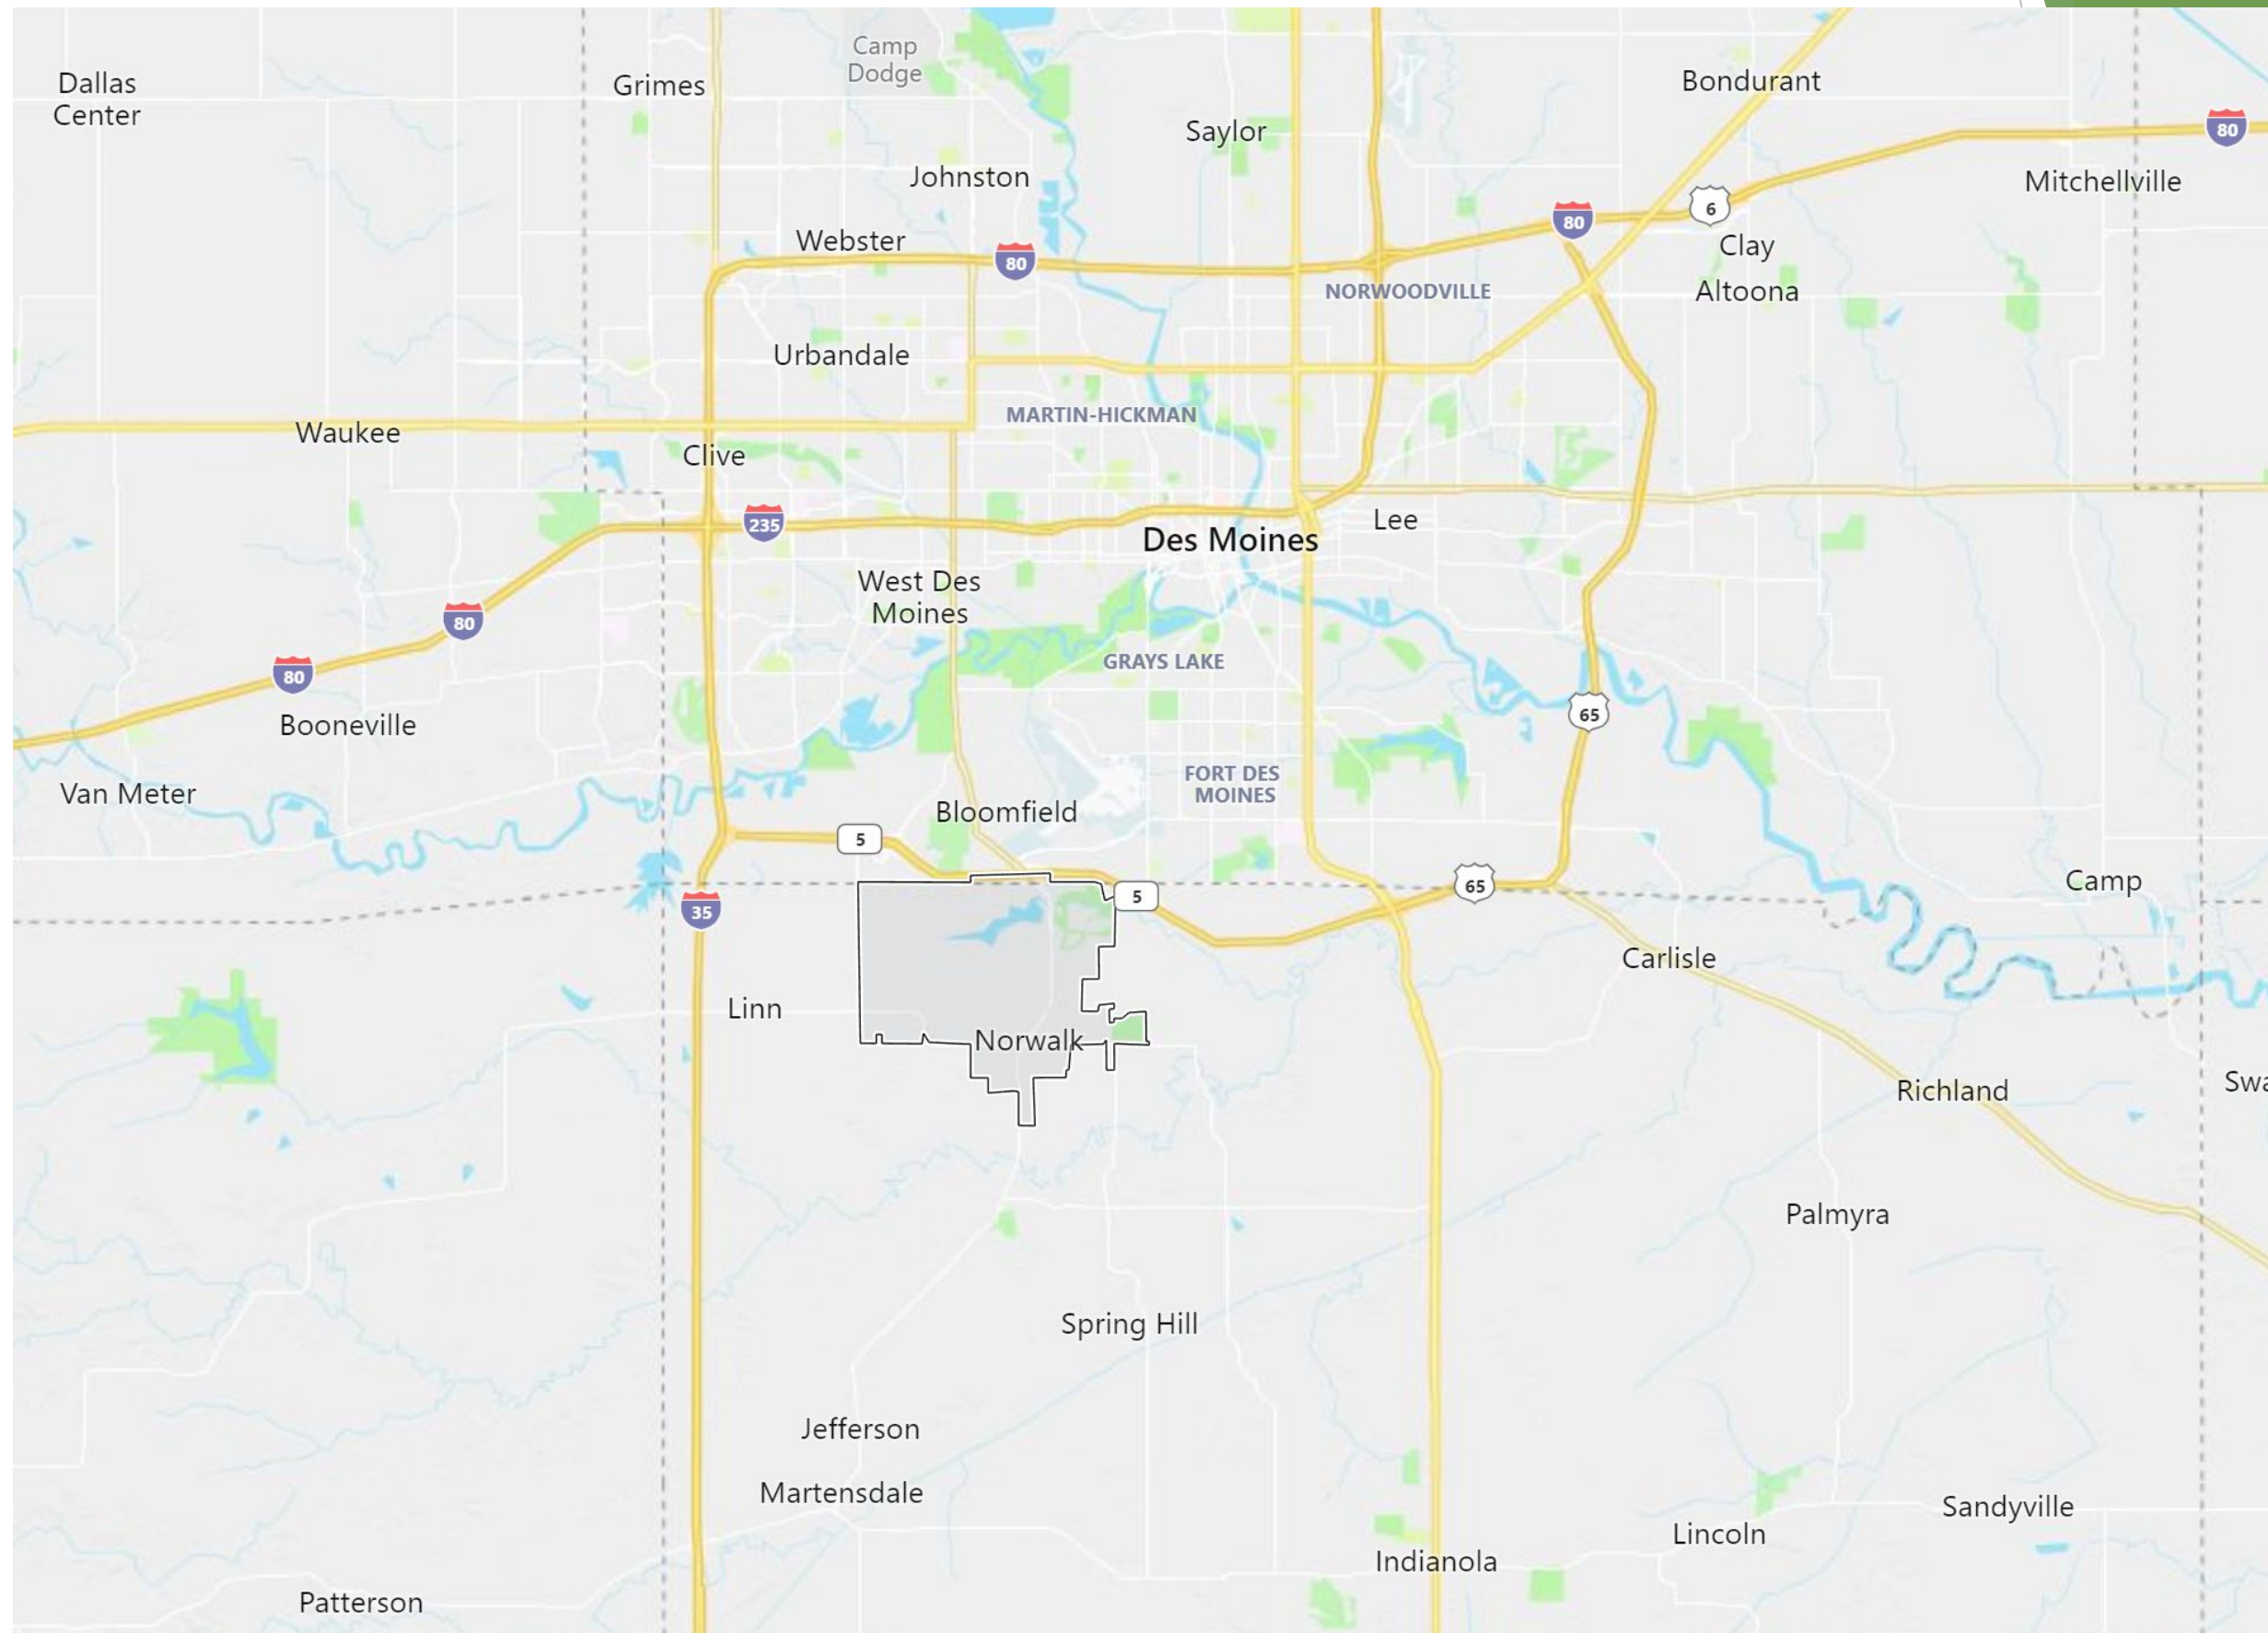 Camp
Dodge
Dallas
Center
Grimes
Bondurant
80
Saylor
Johnston
Mitchellville
6
80
Webster
80
Clay
NORWOODVILLE
Altoona
Urbandale
MARTIN-HICKMAN
Waukee
Clive
235
Lee
Des Moines
West Des
Moines
80
GRAYS LAKE
80
65
Booneville
FORT DES
MOINES
Van Meter
Bloomfield
5
Camp
65
5
35
Carlisle
Linn
Norwalk
Richland
Swa
Palmyra
Spring Hill
Jefferson
Martensdale
Sandyville
Lincoln
Indianola
Patterson